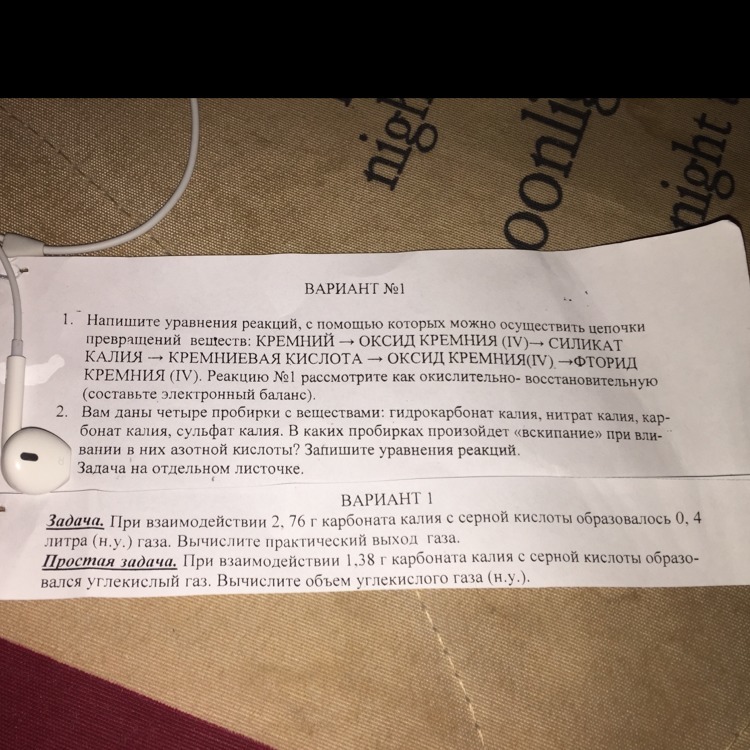 nigh
oonlig
night
ВАРИАНТ №1
1. Напишите уравнения реакций, с помощью которых можно осуществить цепочки
превращений веществ: КРЕМНИЙ → ОКСИД КРЕМНИЯ (IV)→ СИЛИКАТ
КАЛИЯ → КРЕМНИЕВАЯ КИСЛОТА → ОКСИД КРЕМНИЯ(IV) →ФТОРИД
КРЕМНИЯ (IV). Реакцию №1 рассмотрите как окислительно- восстановительную
(составьте электронный баланс).
2. Вам даны четыре пробирки с веществами: гидрокарбонат калия, нитрат калия, кар-
бонат калия, сульфат калия. В каких пробирках произойдет «вскипание» при вли-
вании в них азотной кислоты? Запишите уравнения реакций.
Задача на отдельном листочке.
ВАРИАНТ 1
Задача. При взаимодействии 2, 76 г карбоната калия с серной кислоты образовалось 0, 4
литра (н.у.) газа. Вычислите практический выход газа.
Простая задача. При взаимодействии 1,38 г карбоната калия с серной кислоты образо-
вался углекислый газ. Вычислите объем углекислого газа (н.у.).